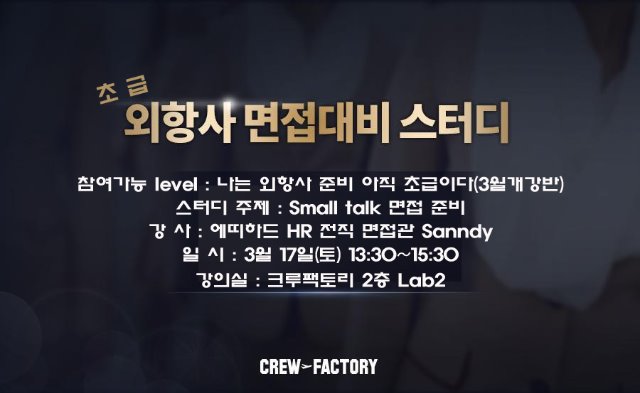 초급
외항사 면접대비 스터디
참여가능 level : 나는 외항사 준비 아직 초급이다(3월개강반)
스터디 주제 : Small talk 면접 준비
강 사 : 에띠하드 HR 전직 면접관 Sanndy
일 시 : 3월 17일(토) 13:30~15:30
강의실 : 크루팩토리 2층 Lab2
CREW FACTORY